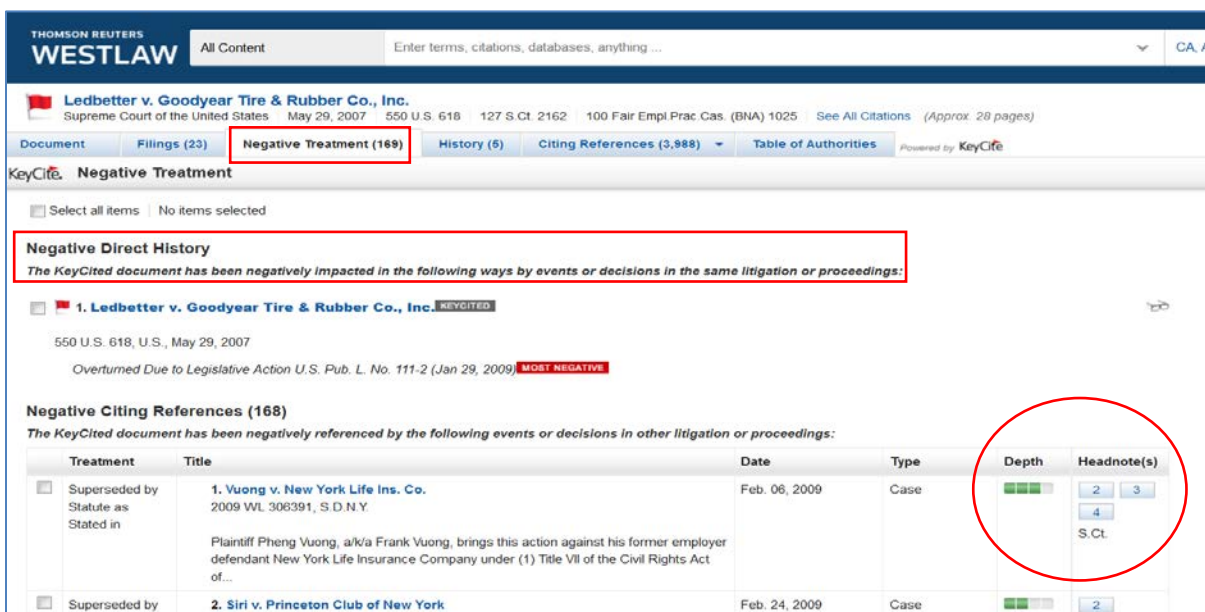 THOMSON REUTERS
WESTLAW
All Content
Enter terms, citations, databases, anything ...
CA,
Ledbetter v. Goodyear Tire & Rubber Co., Inc.
Supreme Court of the United States May 29, 2007 550 U.S. 618 127 S.Ct. 2162 100 Fair Empl.Prac.Cas. (BNA) 1025 See All Citations (Approx. 28 pages)
Document Filings (23) Negative Treatment (169) History (5) Citing References (3,988) Table of Authorities Powered by KeyCite
KeyCite. Negative Treatment
Select all items No items selected
Negative Direct History
The KeyCited document has been negatively impacted in the following ways by events or decisions in the same litigation or proceedings:
1. Ledbetter v. Goodyear Tire & Rubber Co., Inc. KEYCITED
550 U.S. 618, U.S., May 29, 2007
Overturned Due to Legislative Action U.S. Pub. L. No. 111-2 (Jan 29, 2009) MOST NEGATIVE
Negative Citing References (168)
The KeyCited document has been negatively referenced by the following events or decisions in other litigation or proceedings:
Treatment Title Date Type Depth Headnote(s)
Superseded by Statute as Stated in
1. Vuong v. New York Life Ins. Co. Feb. 06, 2009 Case 2 3
2009 WL 306391, S.D.N.Y. 4
S.Ct.
Plaintiff Pheng Vuong, a/k/a Frank Vuong, brings this action against his former employer
defendant New York Life Insurance Company under (1) Title VII of the Civil Rights Act
of...
Superseded by 2. Siri v. Princeton Club of New York Feb. 24, 2009 Case 2